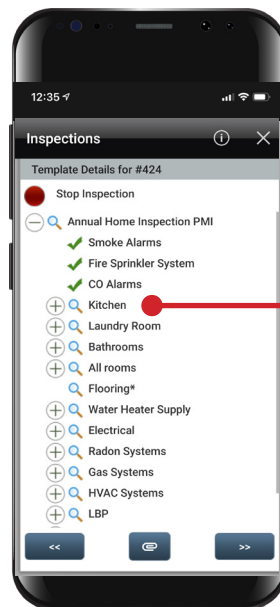 12:35
Inspections
Template Details for #424
Stop Inspection
Annual Home Inspection PMI
Smoke Alarms
Fire Sprinkler System
CO Alarms
Kitchen
Laundry Room
Bathrooms
All rooms
Flooring*
Water Heater Supply
Electrical
Radon Systems
Gas Systems
HVAC Systems
LBP
<< >>